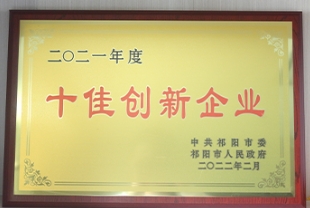 二〇二一年度
十佳创新企业
中共祁阳市委
祁阳市人民政府
二〇二二年二月